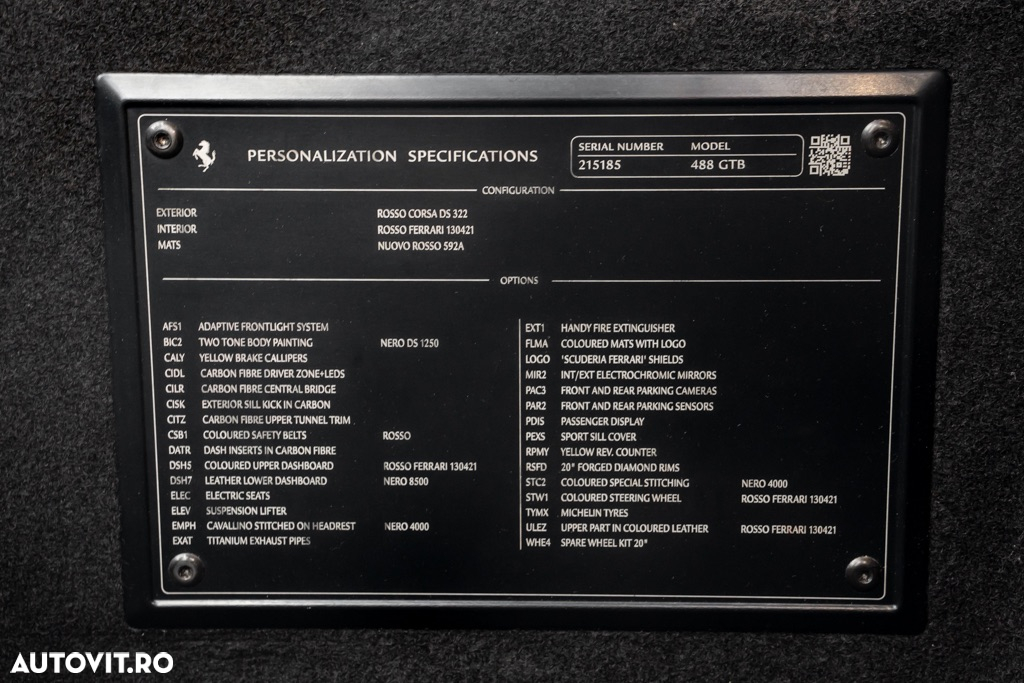 PERSONALIZATION SPECIFICATIONS
SERIAL NUMBER MODEL
215185 488 GTB
CONFIGURATION
EXTERIOR ROSSO CORSA DS 322
INTERIOR ROSSO FERRARI 130421
MATS NUOVO ROSSO 592A
OPTIONS
AF51 ADAPTIVE FRONTLIGHT SYSTEM
BIC2 TWO TONE BODY PAINTING NERO DS 1250
CALY YELLOW BRAKE CALLIPERS
CIDL CARBON FIBRE DRIVER ZONE+LEDS
CILR CARBON FIBRE CENTRAL BRIDGE
CISK EXTERIOR SILL KICK IN CARBON
CITZ CARBON FIBRE UPPER TUNNEL TRIM
CSB1 COLOURED SAFETY BELTS ROSSO
DATR DASH INSERTS IN CARBON FIBRE
DSH5 COLOURED UPPER DASHBOARD ROSSO FERRARI 130421
DSH7 LEATHER LOWER DASHBOARD NERO 8500
ELEC ELECTRIC SEATS
ELEV SUSPENSION LIFTER
EMPH CAVALLINO STITCHED ON HEADREST NERO 4000
EXAT TITANIUM EXHAUST PIPES
EXT1 HANDY FIRE EXTINGUISHER
FLMA COLOURED MATS WITH LOGO
LOGO 'SCUDERIA FERRARI' SHIELDS
MIR2 INT/EXT ELECTROCHROMIC MIRRORS
PAC3 FRONT AND REAR PARKING CAMERAS
PAR2 FRONT AND REAR PARKING SENSORS
PDIS PASSENGER DISPLAY
PEXS SPORT SILL COVER
RPMY YELLOW REV. COUNTER
RSFD 20" FORGED DIAMOND RIMS
STC2 COLOURED SPECIAL STITCHING NERO 4000
STW1 COLOURED STEERING WHEEL ROSSO FERRARI 130421
TYMX MICHELIN TYRES
ULEZ UPPER PART IN COLOURED LEATHER ROSSO FERRARI 130421
WHE4 SPARE WHEEL KIT 20"
AUTOVIT.RO